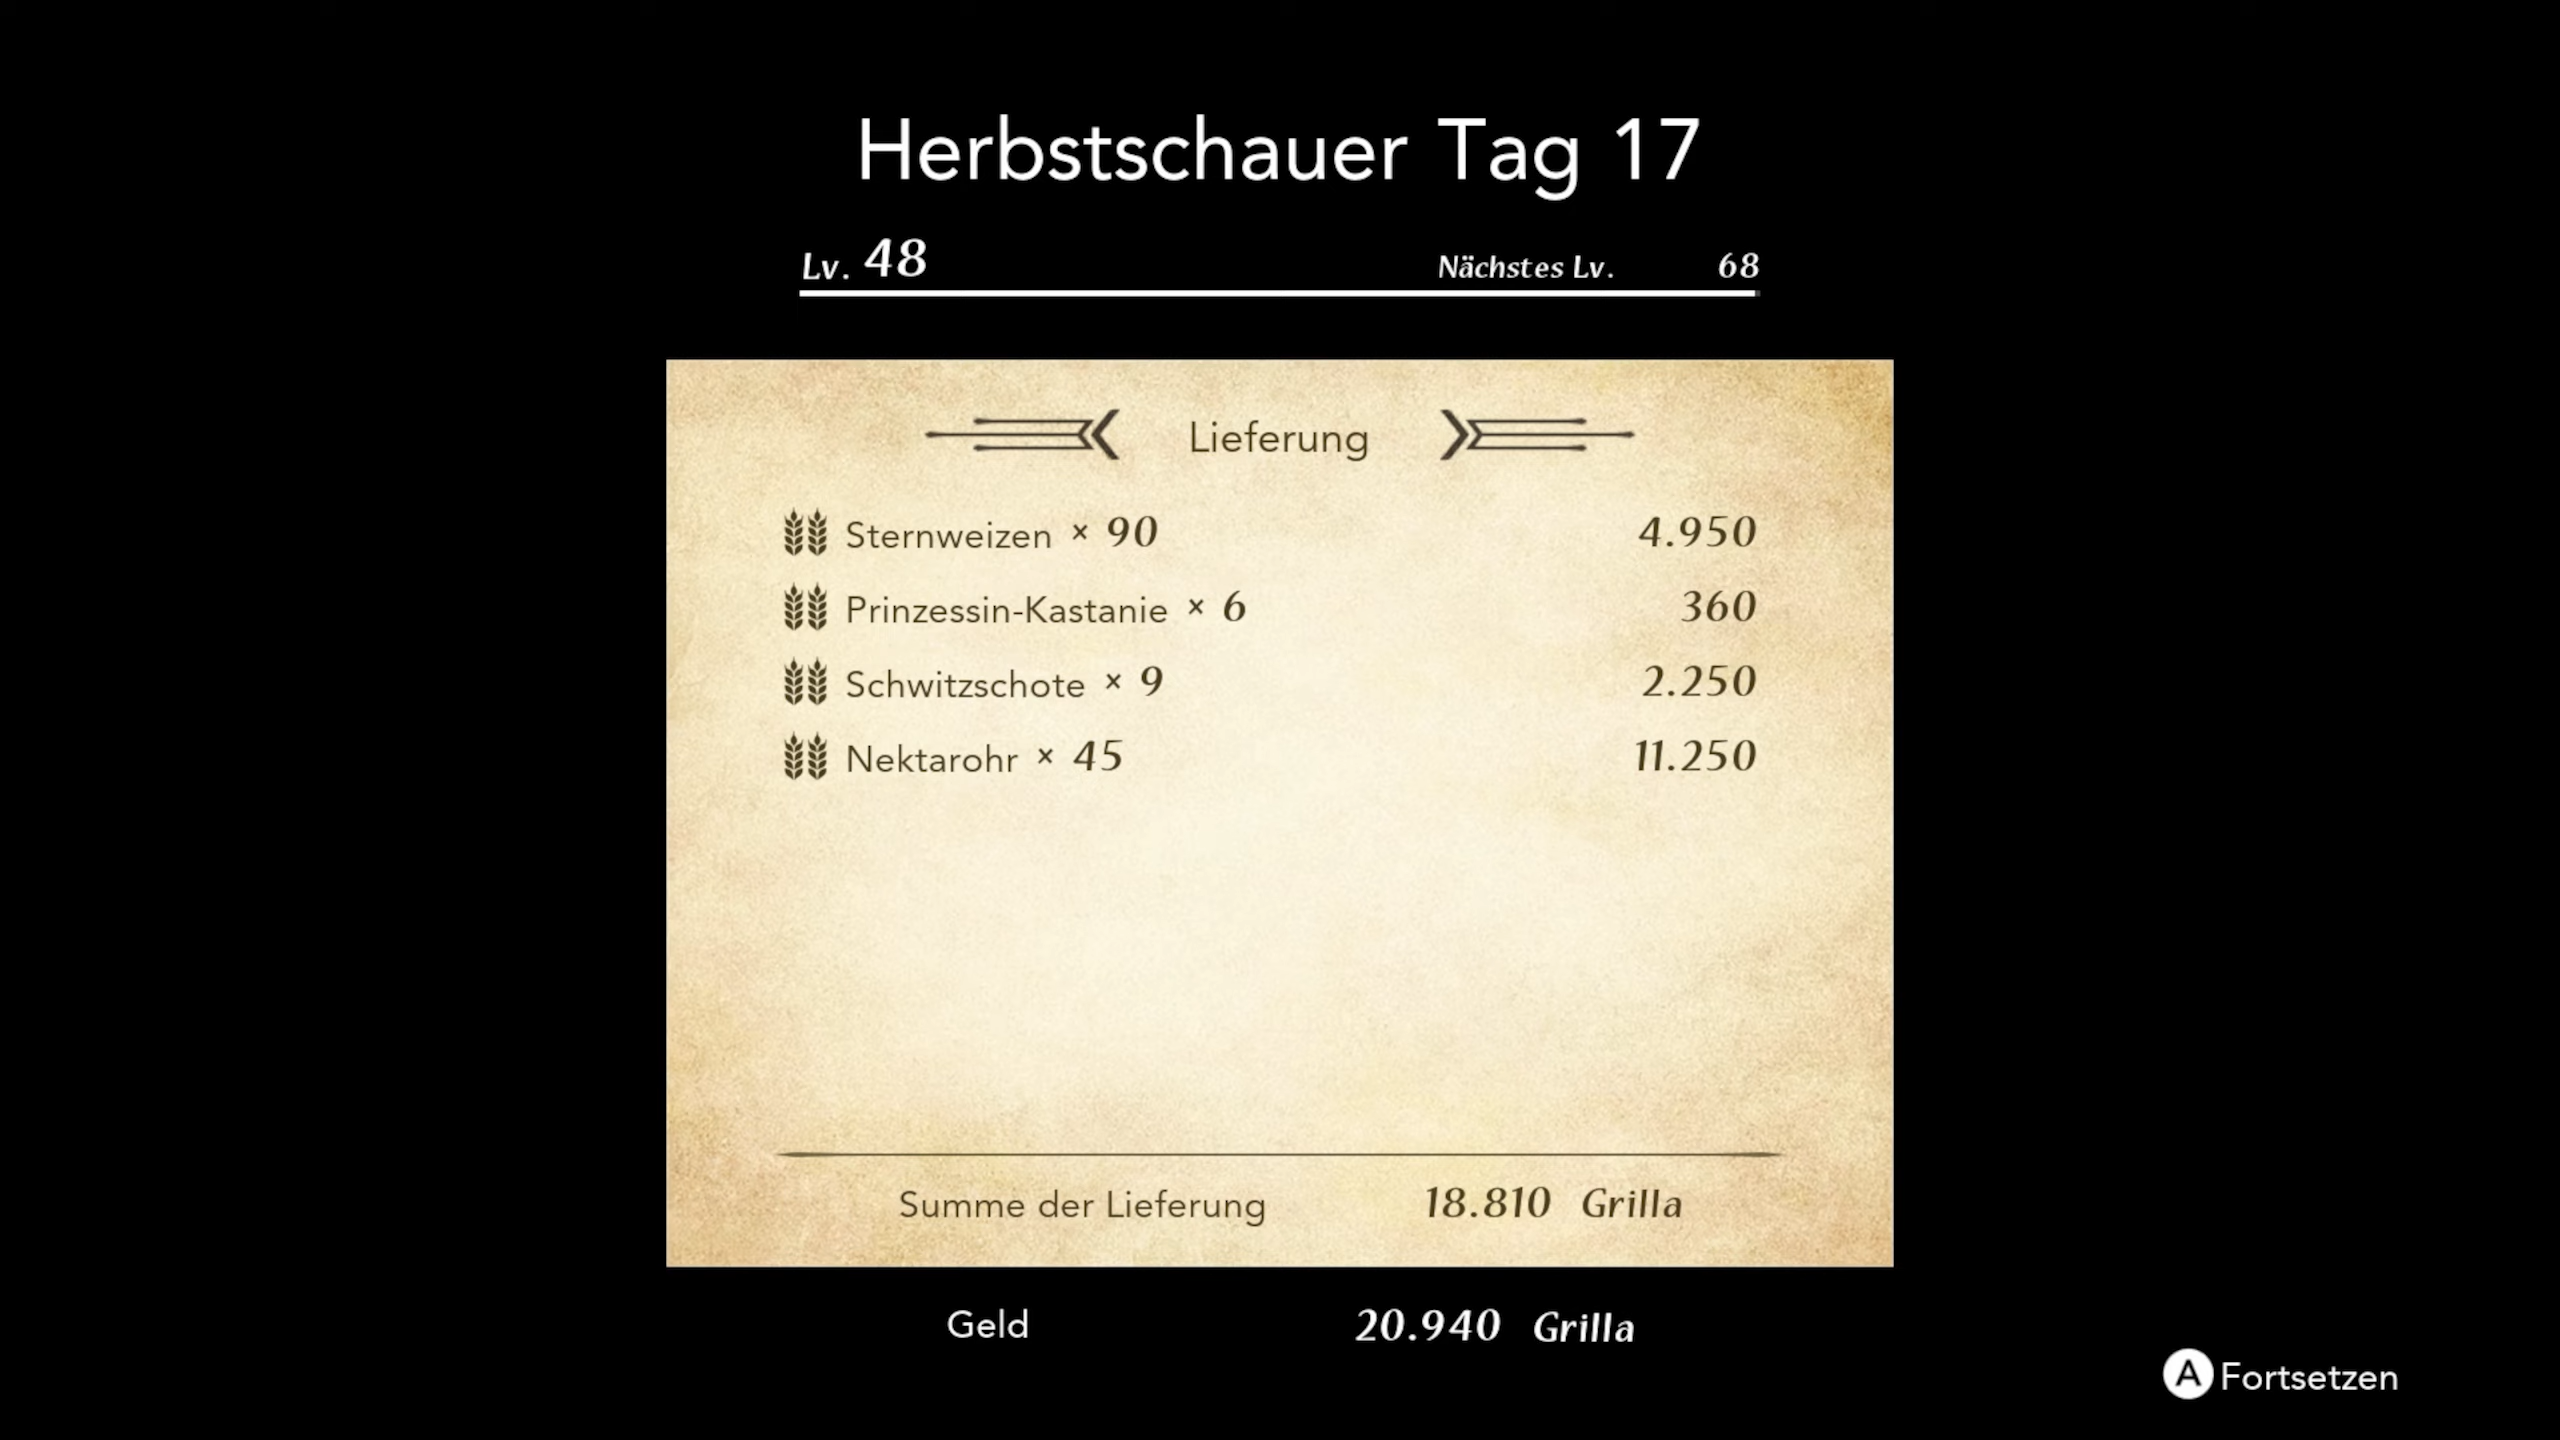 Herbstschauer Tag 17
Lv. 48 Nächstes Lv. 68
Lieferung
Sternweizen × 90 4.950
Prinzessin-Kastanie × 6 360
Schwitzschote × 9 2.250
Nektarohr × 45 11.250
Summe der Lieferung 18.810 Grilla
Geld 20.940 Grilla
A Fortsetzen